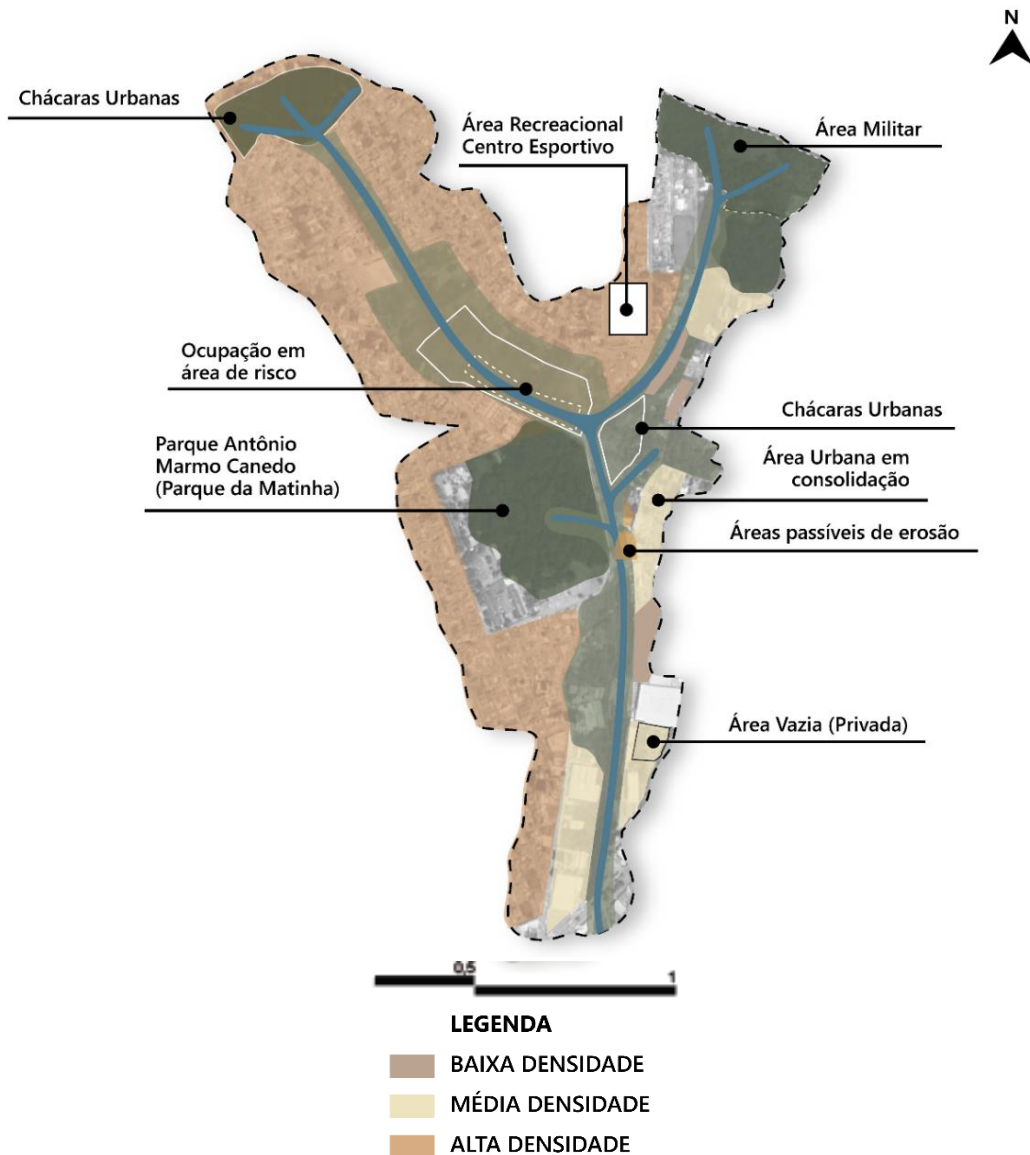 N
Chácaras Urbanas
Área Recreacional
Centro Esportivo
Área Militar
Ocupação em
área de risco
Chácaras Urbanas
Parque Antônio
Marmo Canedo
(Parque da Matinha)
Área Urbana em
consolidação
Áreas passíveis de erosão
Área Vazia (Privada)
0,5
1
LEGENDA
BAIXA DENSIDADE
MÉDIA DENSIDADE
ALTA DENSIDADE